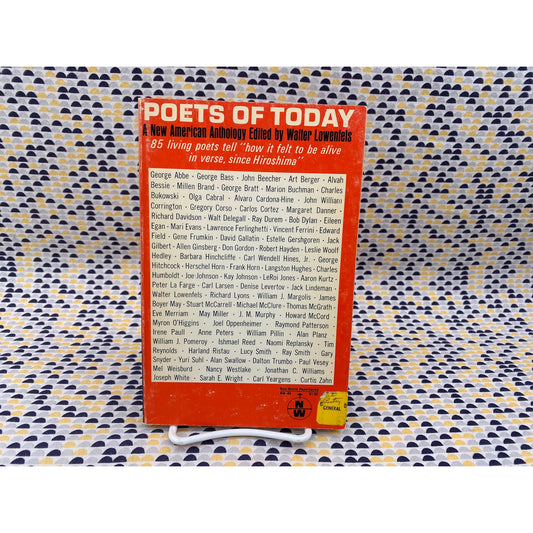 POETS OF TODAY
A New American Anthology Edited by Walter Lowenfels
85 living poets tell "how it felt to be alive
in verse, since Hiroshima"
George Abbe · George Bass · John Beecher · Art Berger · Alvah
Bessie · Millen Brand · George Bratt · Marion Buchman · Charles
Bukowski · Olga Cabral · Alvaro Cardona-Hine · John William
Corrington · Gregory Corso · Carlos Cortez · Margaret Danner ·
Richard Davidson · Walt Delegall · Ray Durem · Bob Dylan · Eileen
Egan · Mari Evans · Lawrence Ferlinghetti · Vincent Ferrini · Edward
Field · Gene Frumkin · David Gallatin · Estelle Gershgoren · Jack
Gilbert · Allen Ginsberg · Don Gordon · Robert Hayden · Leslie Woolf
Hedley · Barbara Hinchcliffe · Carl Wendell Hines, Jr. · George
Hitchcock · Herschel Horn · Frank Horn · Langston Hughes · Charles
Humboldt · Joe Johnson · Kay Johnson · LeRoi Jones · Aaron Kurtz ·
Peter La Farge · Carl Larsen · Denise Levertov · Jack Lindeman ·
Walter Lowenfels · Richard Lyons · William J. Margolis · James
Boyer May · Stuart McCarrell · Michael McClure · Thomas McGrath ·
Eve Merriam · May Miller · J. M. Murphy · Howard McCord ·
Myron O'Higgins · Joel Oppenheimer · Raymond Patterson ·
Irene Paull · Anne Peters · William Pillin · Alan Planz ·
William J. Pomeroy · Ishmael Reed · Naomi Replansky · Tim
Reynolds · Harland Ristau · Lucy Smith · Ray Smith · Gary
Snyder · Yuri Suhl · Alan Swallow · Dalton Trumbo · Paul Vesey ·
Mel Weisburd · Nancy Westlake · Jonathan C. Williams ·
Joseph White · Sarah E. Wright · Carl Yeargens · Curtis Zahn
New World Paperbacks
N
W
GENERAL